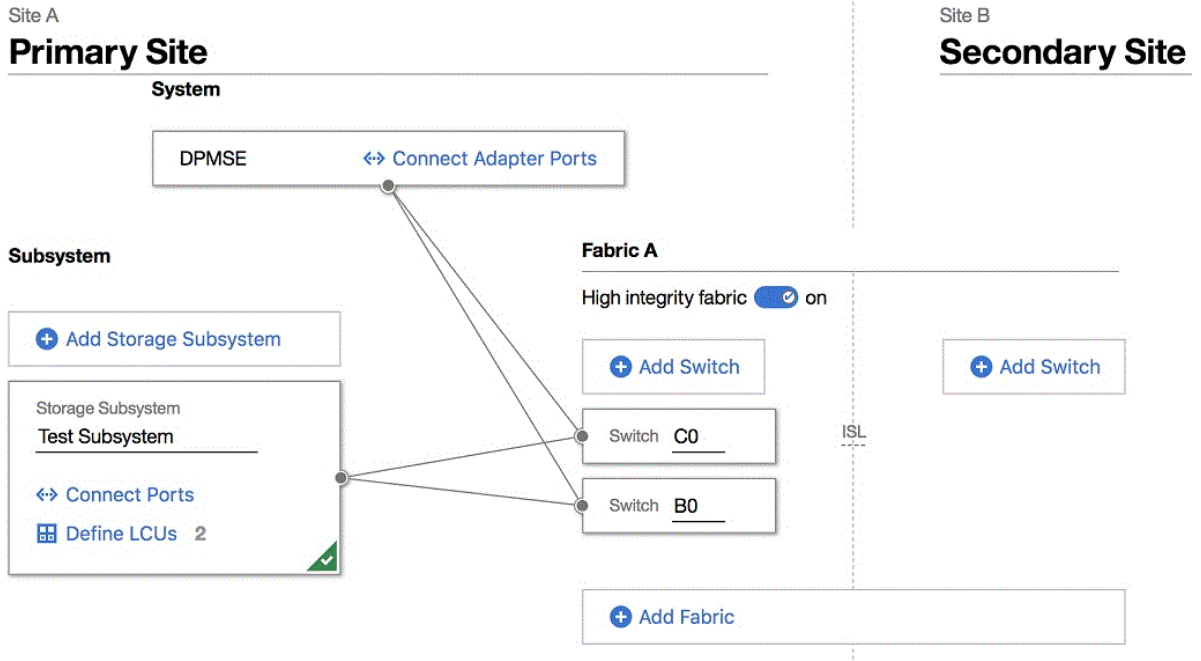 Site A
Primary Site
Site B
Secondary Site
System
DPMSE
Connect Adapter Ports
Subsystem
Fabric A
High integrity fabric on
Add Storage Subsystem
Add Switch
Add Switch
Storage Subsystem
Test Subsystem
Switch C0
ISL
Connect Ports
Switch B0
Define LCUs 2
Add Fabric